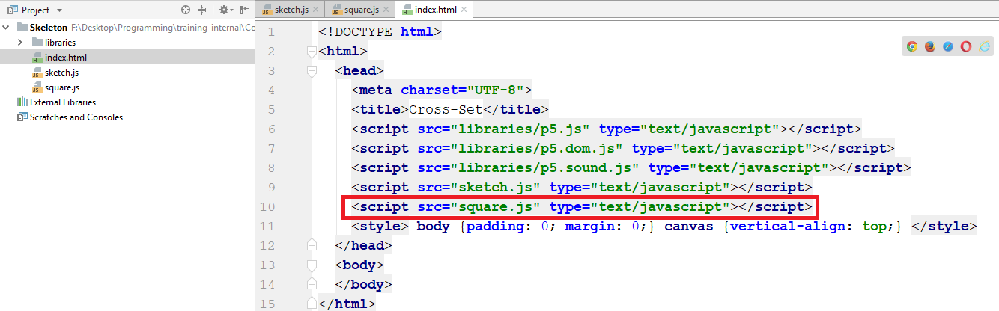 Project
Skeleton F:\Desktop\Programming\training-internal\Co
libraries
index.html
sketch.js
square.js
External Libraries
Scratches and Consoles
sketch.js square.js index.html
1 <!DOCTYPE html>
2 <html>
3 <head>
4 <meta charset="UTF-8">
5 <title>Cross-Set</title>
6 <script src="libraries/p5.js" type="text/javascript"></script>
7 <script src="libraries/p5.dom.js" type="text/javascript"></script>
8 <script src="libraries/p5.sound.js" type="text/javascript"></script>
9 <script src="sketch.js" type="text/javascript"></script>
10 <script src="square.js" type="text/javascript"></script>
11 <style> body {padding: 0; margin: 0;} canvas {vertical-align: top;} </style>
12 </head>
13 <body>
14 </body>
15 </html>